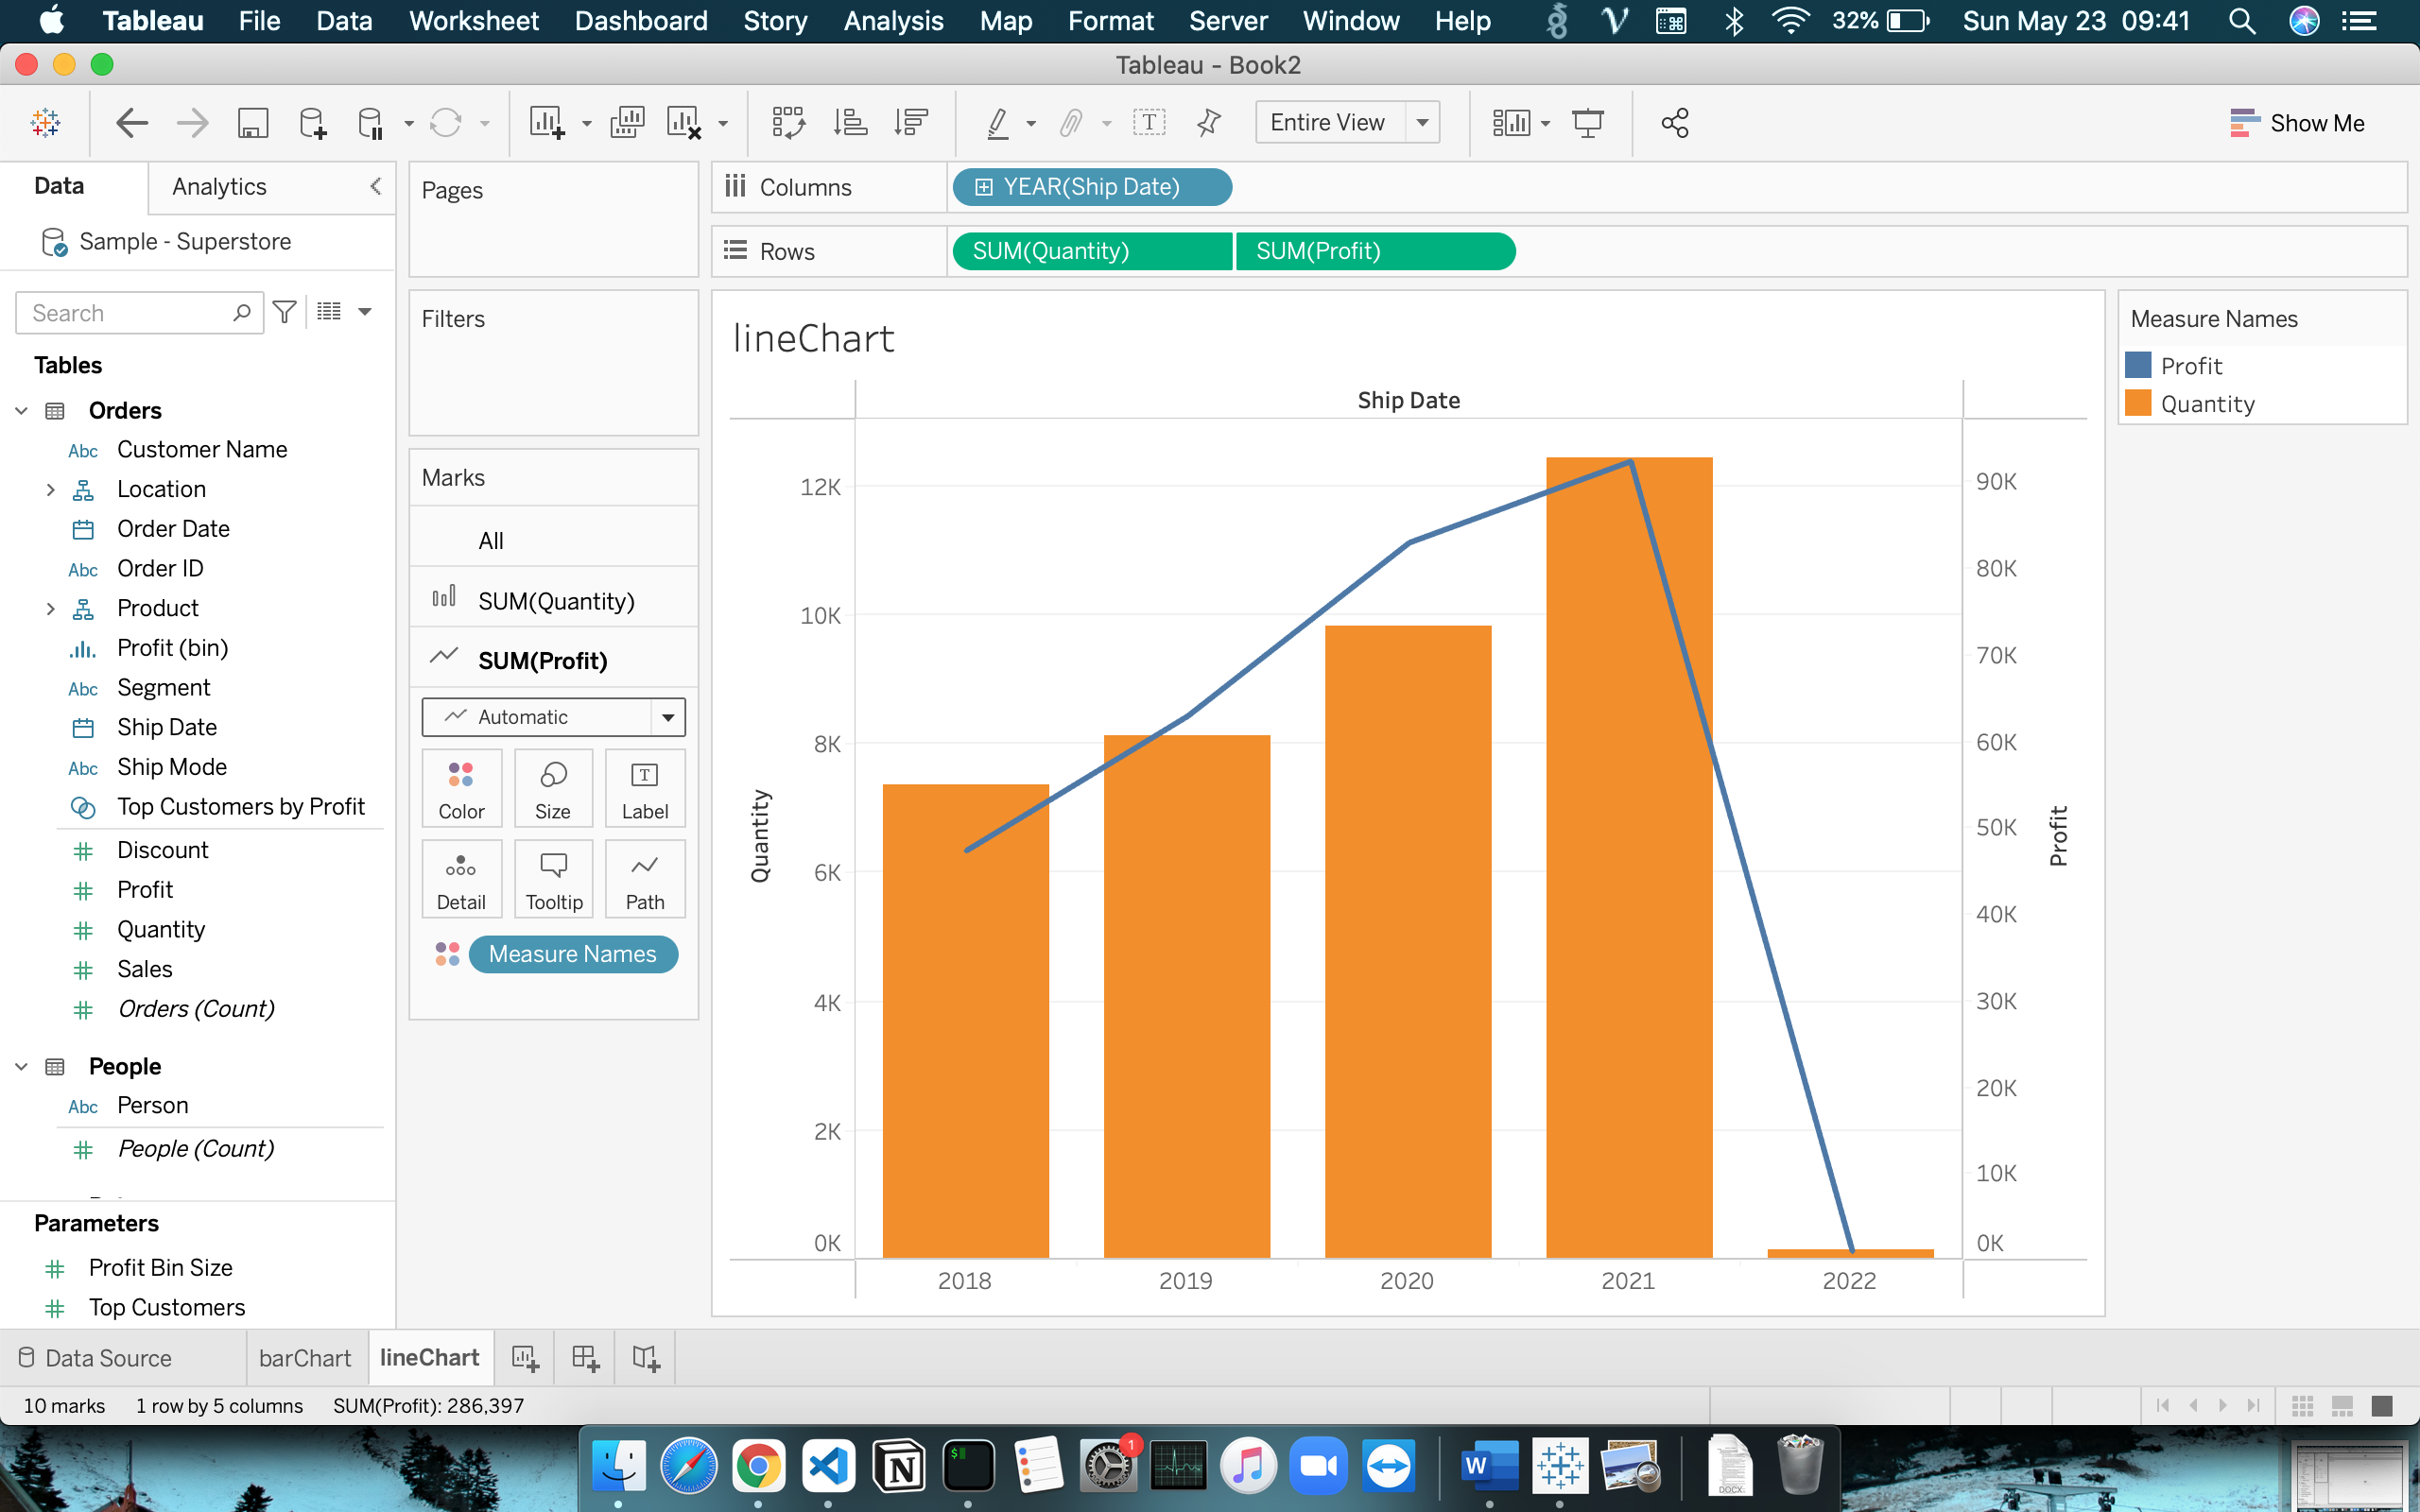 Tableau File Data Worksheet Dashboard Story Analysis Map Format Server Window Help 32% Sun May 23 09:41
Tableau - Book2
Entire View
Show Me
Data Analytics
Sample - Superstore
Search
Tables
Orders
Abc Customer Name
Location
Order Date
Abc Order ID
Product
Profit (bin)
Abc Segment
Ship Date
Abc Ship Mode
Top Customers by Profit
# Discount
# Profit
# Quantity
# Sales
# Orders (Count)
People
Abc Person
# People (Count)
Parameters
# Profit Bin Size
# Top Customers
Pages
Filters
Marks
All
SUM(Quantity)
SUM(Profit)
Automatic
Color Size Label
Detail Tooltip Path
Measure Names
Columns YEAR(Ship Date)
Rows SUM(Quantity) SUM(Profit)
lineChart
Ship Date
Quantity
12K
10K
8K
6K
4K
2K
0K
90K
80K
70K
60K
50K
40K
30K
20K
10K
0K
Profit
2018 2019 2020 2021 2022
Measure Names
Profit
Quantity
Data Source barChart lineChart
10 marks 1 row by 5 columns SUM(Profit): 286,397
1
W
DOCX